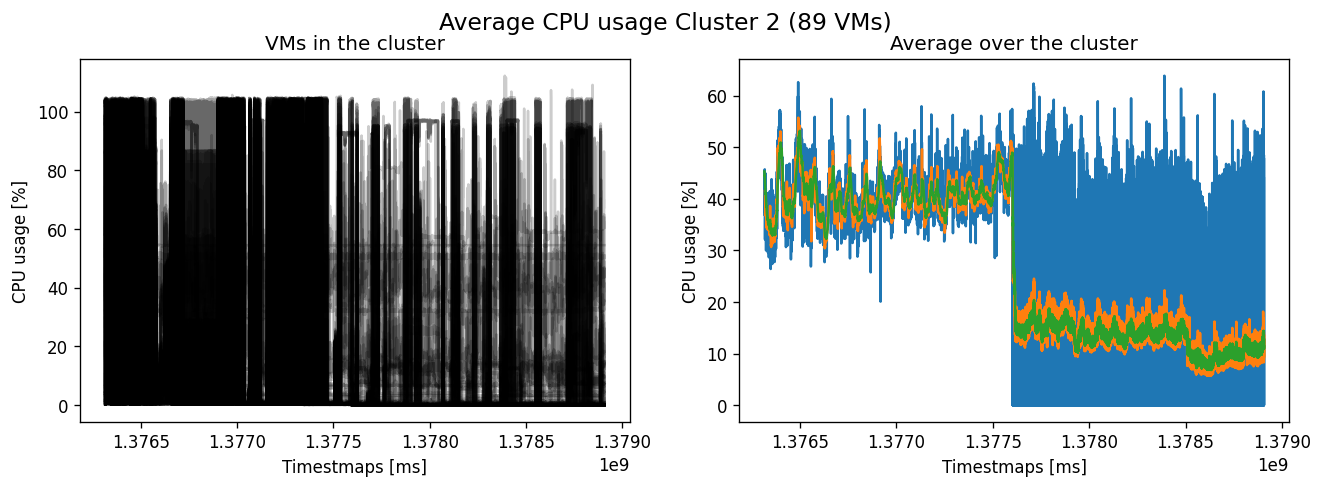 Average CPU usage Cluster 2 (89 VMs)
VMs in the cluster
CPU usage [%]
100
80
60
40
20
0
1.3765 1.3770 1.3775 1.3780 1.3785 1.3790
Timestmaps [ms]
1e9
Average over the cluster
CPU usage [%]
60
50
40
30
20
10
0
1.3765 1.3770 1.3775 1.3780 1.3785 1.3790
Timestmaps [ms]
1e9